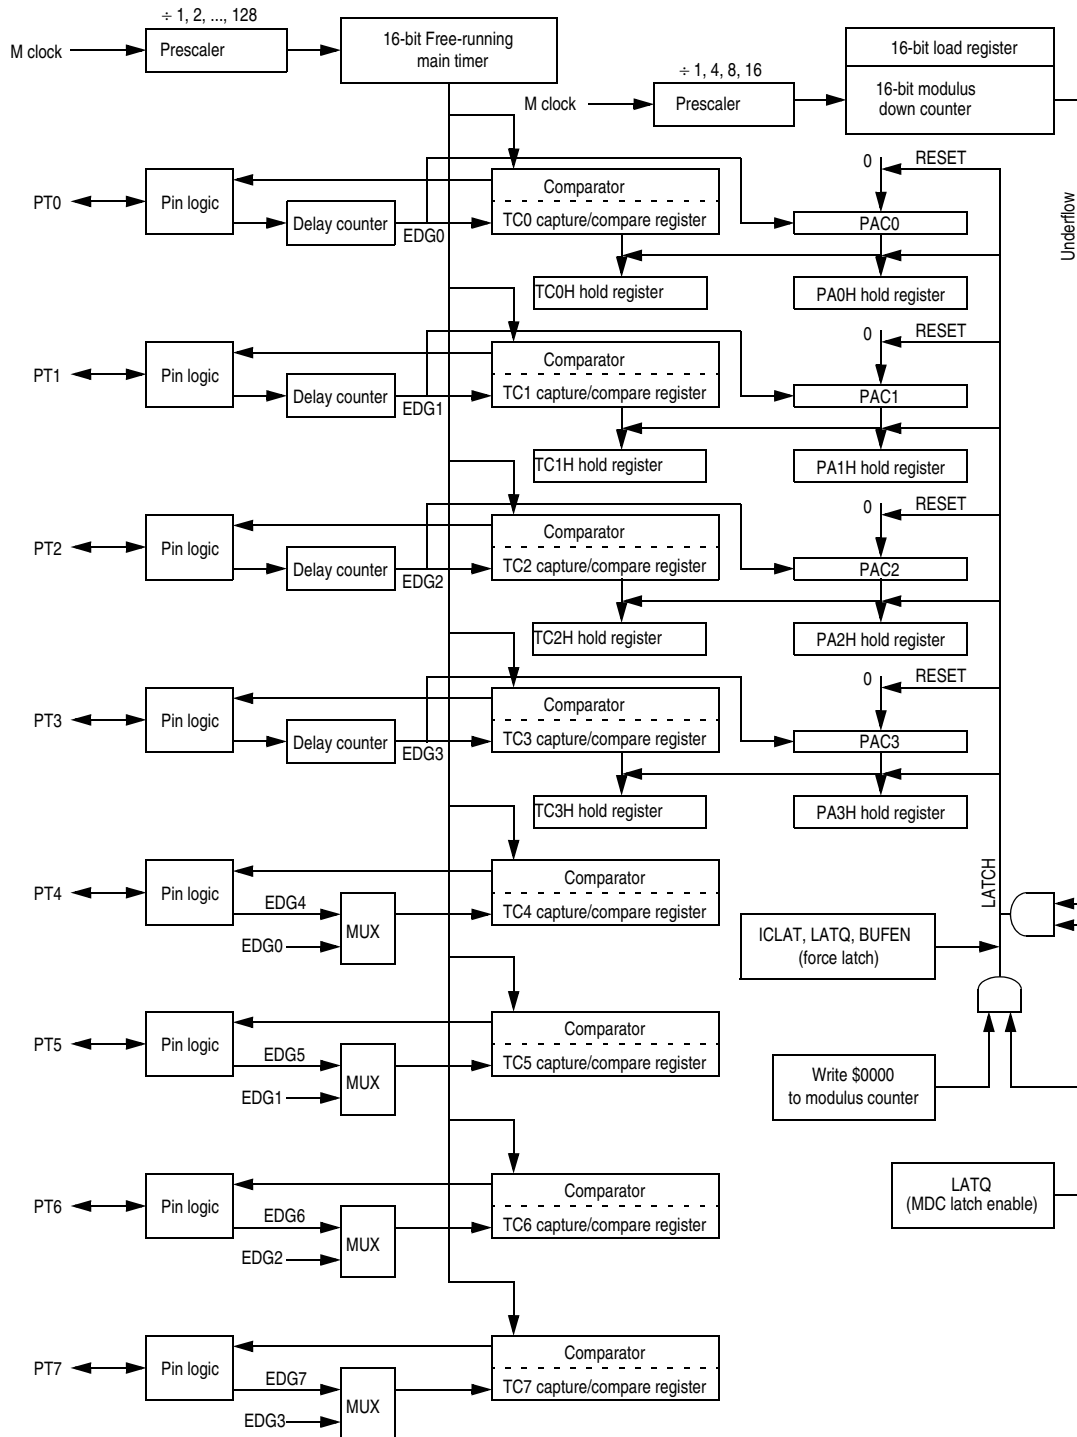 ÷ 1, 2, ..., 128
M clock
Prescaler
16-bit Free-running
main timer
÷ 1, 4, 8, 16
M clock
Prescaler
16-bit load register
16-bit modulus
down counter
Underflow
PT0
Pin logic
Delay counter
EDG0
Comparator
TC0 capture/compare register
TC0H hold register
0
RESET
PAC0
PA0H hold register
PT1
Pin logic
Delay counter
EDG1
Comparator
TC1 capture/compare register
TC1H hold register
0
RESET
PAC1
PA1H hold register
PT2
Pin logic
Delay counter
EDG2
Comparator
TC2 capture/compare register
TC2H hold register
0
RESET
PAC2
PA2H hold register
PT3
Pin logic
Delay counter
EDG3
Comparator
TC3 capture/compare register
TC3H hold register
0
RESET
PAC3
PA3H hold register
LATCH
PT4
Pin logic
EDG4
EDG0
MUX
Comparator
TC4 capture/compare register
ICLAT, LATQ, BUFEN
(force latch)
PT5
Pin logic
EDG5
EDG1
MUX
Comparator
TC5 capture/compare register
Write $0000
to modulus counter
PT6
Pin logic
EDG6
EDG2
MUX
Comparator
TC6 capture/compare register
LATQ
(MDC latch enable)
PT7
Pin logic
EDG7
EDG3
MUX
Comparator
TC7 capture/compare register